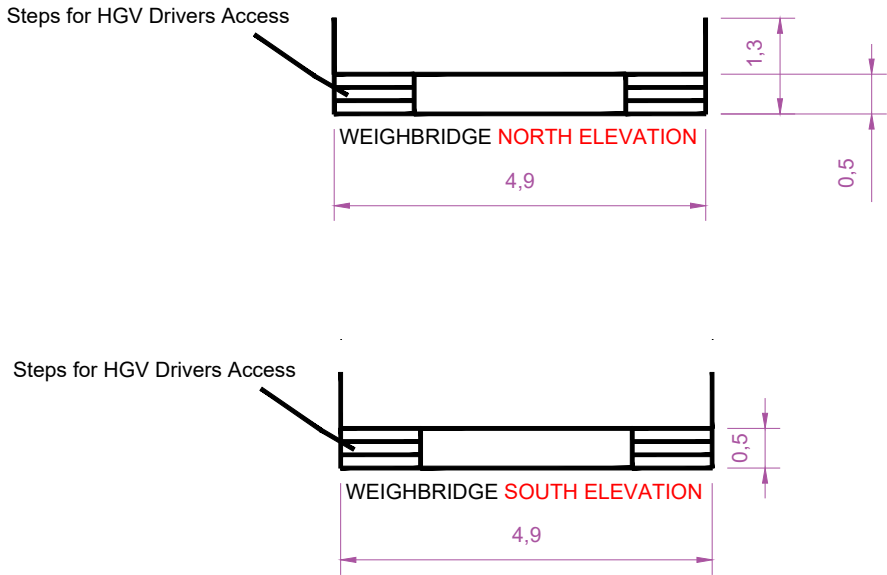 Steps for HGV Drivers Access
1,3
0,5
WEIGHBRIDGE NORTH ELEVATION
4,9
Steps for HGV Drivers Access
0,5
WEIGHBRIDGE SOUTH ELEVATION
4,9